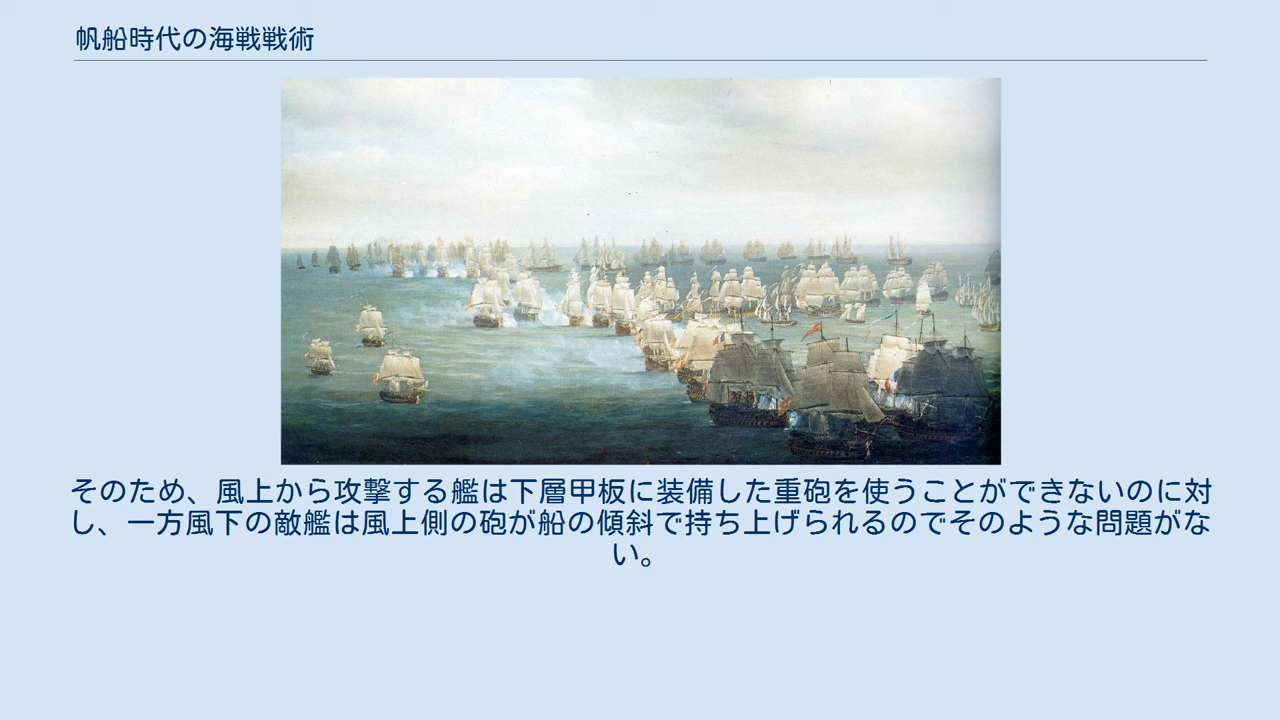 帆船時代の海戦戦術
そのため、風上から攻撃する艦は下層甲板に装備した重砲を使うことができないのに対
し、一方風下の敵艦は風上側の砲が船の傾斜で持ち上げられるのでそのような問題がな
い。